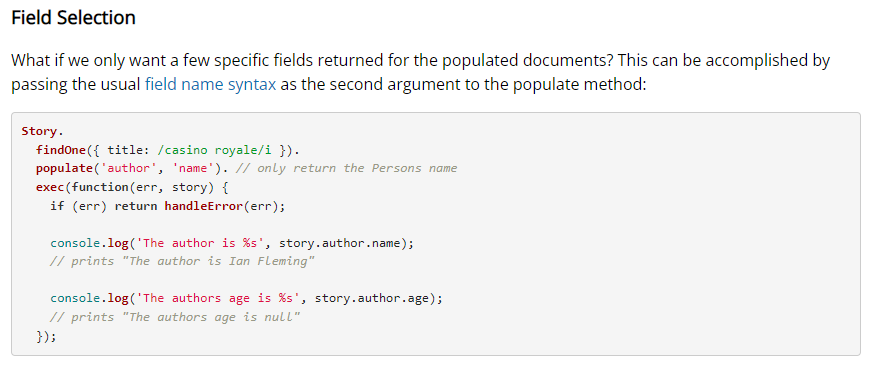 Field Selection
What if we only want a few specific fields returned for the populated documents? This can be accomplished by
passing the usual field name syntax as the second argument to the populate method:
Story.
  findOne({ title: /casino royale/i }).
  populate('author', 'name'). // only return the Persons name
  exec(function(err, story) {
    if (err) return handleError(err);
    console.log('The author is %s', story.author.name);
    // prints "The author is Ian Fleming"
    console.log('The authors age is %s', story.author.age);
    // prints "The authors age is null"
  });